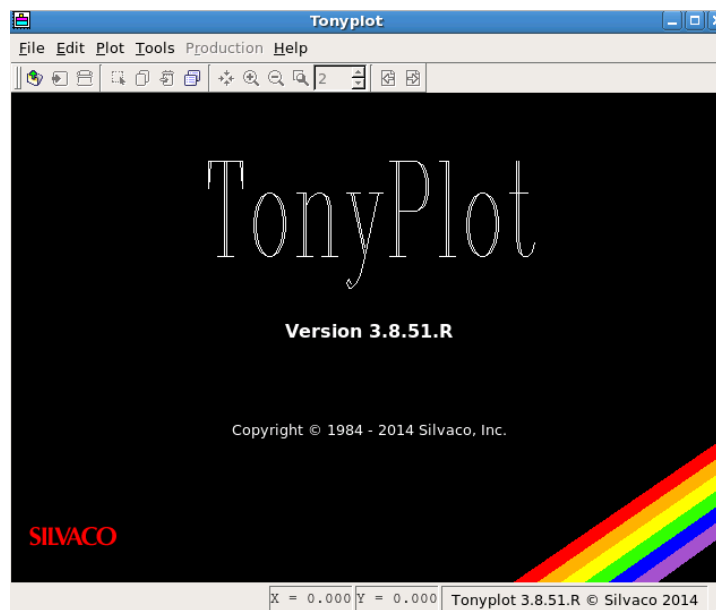 Tonyplot
File Edit Plot Tools Production Help
2
TonyPlot
Version 3.8.51.R
Copyright © 1984 - 2014 Silvaco, Inc.
SILVACO
X = 0.000 Y = 0.000 Tonyplot 3.8.51.R © Silvaco 2014